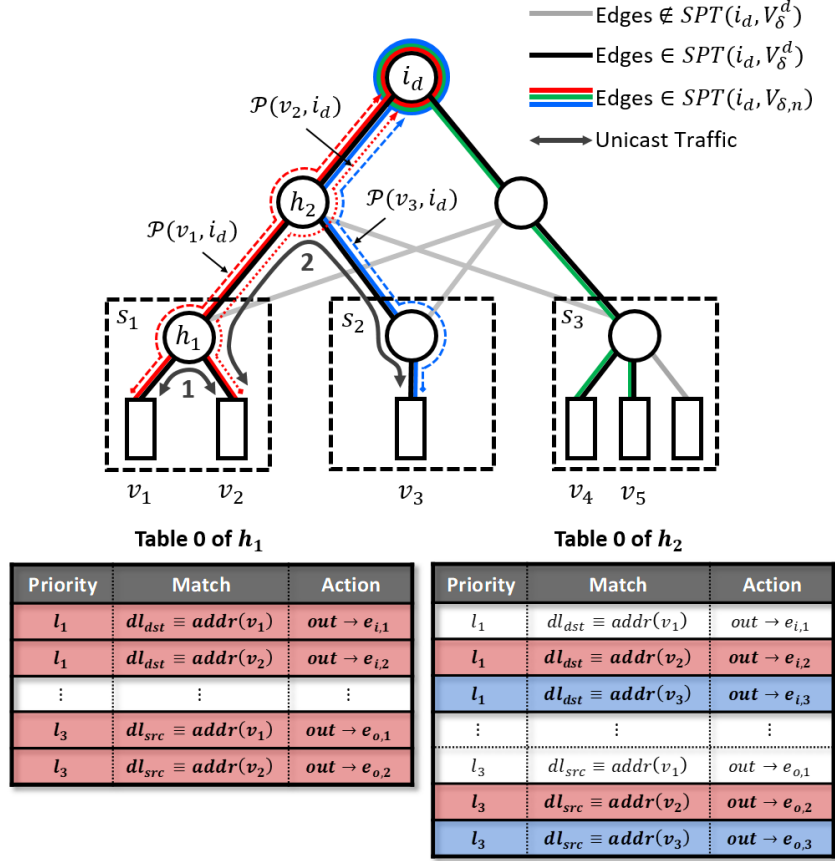 Edges ∉ SPT(i_d, V_δ^d)
Edges ∈ SPT(i_d, V_δ^d)
Edges ∈ SPT(i_d, V_δ,n)
Unicast Traffic
i_d
𝒫(v_2, i_d)
h_2
𝒫(v_3, i_d)
𝒫(v_1, i_d)
2
s_1
s_2
s_3
h_1
1
v_1 v_2 v_3 v_4 v_5
Table 0 of h_1
Priority Match Action
l_1 dl_dst ≡ addr(v_1) out → e_i,1
l_1 dl_dst ≡ addr(v_2) out → e_i,2
⋮ ⋮ ⋮
l_3 dl_src ≡ addr(v_1) out → e_o,1
l_3 dl_src ≡ addr(v_2) out → e_o,2
Table 0 of h_2
Priority Match Action
l_1 dl_dst ≡ addr(v_1) out → e_i,1
l_1 dl_dst ≡ addr(v_2) out → e_i,2
l_1 dl_dst ≡ addr(v_3) out → e_i,3
⋮ ⋮ ⋮
l_3 dl_src ≡ addr(v_1) out → e_o,1
l_3 dl_src ≡ addr(v_2) out → e_o,2
l_3 dl_src ≡ addr(v_3) out → e_o,3